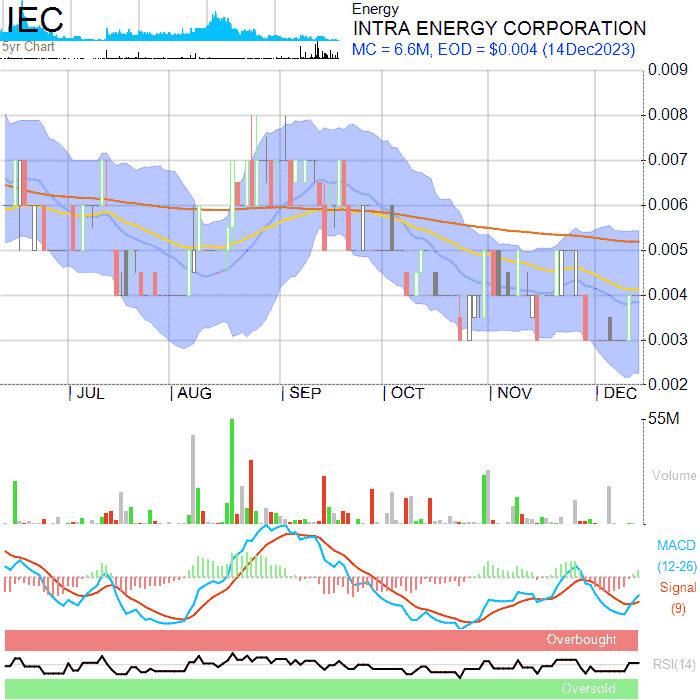 IEC
5yr Chart
Energy
INTRA ENERGY CORPORATION
MC = 6.6M, EOD = $0.004 (14Dec2023)
0.009
0.008
0.007
0.006
0.005
0.004
0.003
0.002
JUL
AUG
SEP
OCT
NOV
DEC
55M
Volume
MACD
(12-26)
Signal
(9)
Overbought
RSI(14)
Oversold